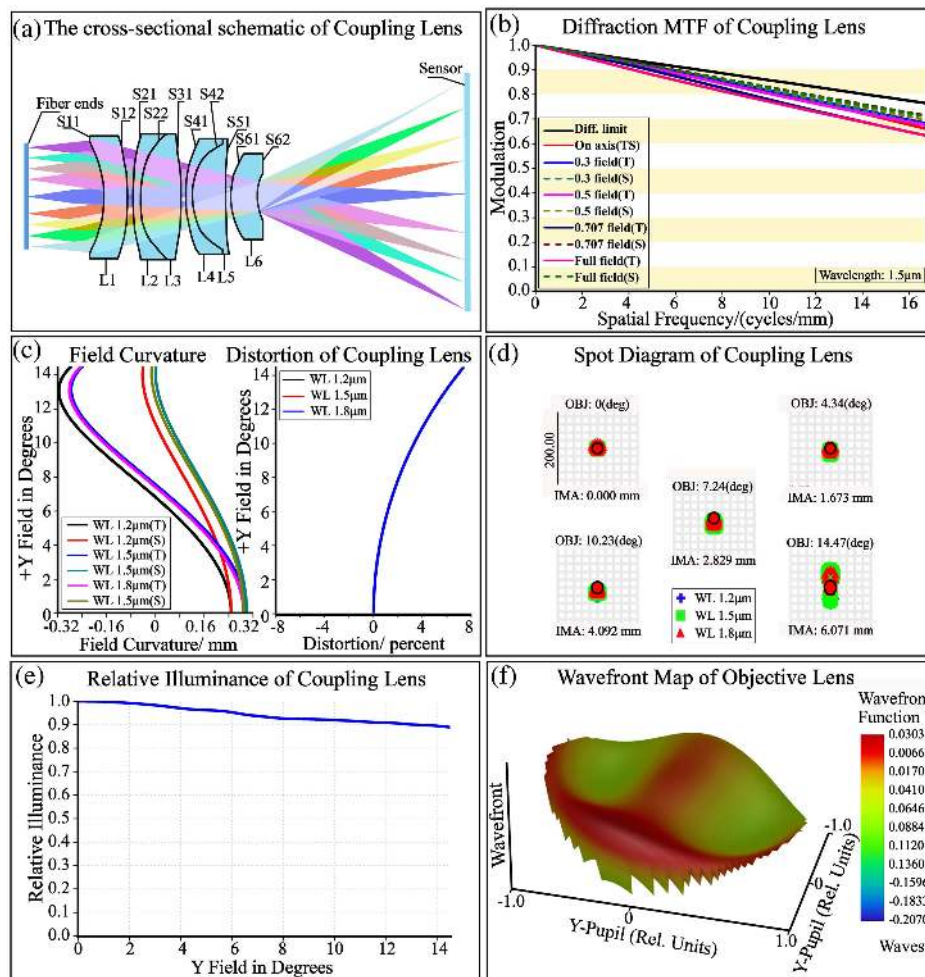 (a) The cross-sectional schematic of Coupling Lens
Sensor
Fiber ends
S11
S12
S21
S22
S31
S41
S42
S51
S61
S62
L1
L2
L3
L4
L5
L6
(b) Diffraction MTF of Coupling Lens
Modulation
1.0
0.9
0.8
0.7
0.6
0.5
0.4
0.3
0.2
0.1
0.0
Diff. limit
On axis(TS)
0.3 field(T)
0.3 field(S)
0.5 field(T)
0.5 field(S)
0.707 field(T)
0.707 field(S)
Full field(T)
Full field(S)
Wavelength: 1.5μm
0 2 4 6 8 10 12 14 16
Spatial Frequency/(cycles/mm)
(c) Field Curvature
+Y Field in Degrees
14
12
10
8
6
4
2
0
WL 1.2μm(T)
WL 1.2μm(S)
WL 1.5μm(T)
WL 1.5μm(S)
WL 1.8μm(T)
WL 1.5μm(S)
-0.32 -0.16 0 0.16 0.32
Field Curvature/ mm
Distortion of Coupling Lens
+Y Field in Degrees
14
12
10
8
6
4
2
0
WL 1.2μm
WL 1.5μm
WL 1.8μm
-8 -4 0 4 8
Distortion/ percent
(d) Spot Diagram of Coupling Lens
OBJ: 0(deg)
200.00
IMA: 0.000 mm
OBJ: 4.34(deg)
IMA: 1.673 mm
OBJ: 7.24(deg)
IMA: 2.829 mm
OBJ: 10.23(deg)
IMA: 4.092 mm
OBJ: 14.47(deg)
IMA: 6.071 mm
WL 1.2μm
WL 1.5μm
WL 1.8μm
(e) Relative Illuminance of Coupling Lens
Relative Illuminance
1.0
0.9
0.8
0.7
0.6
0.5
0.4
0.3
0.2
0.1
0.0
0 2 4 6 8 10 12 14
Y Field in Degrees
(f) Wavefront Map of Objective Lens
Wavefront
-1.0
0
1.0
Y-Pupil (Rel. Units)
-1.0
0
Y-Pupil (Rel. Units)
Wavefron
Function
0.0303
0.0066
0.0170
0.0410
0.0646
0.0884
0.1120
0.1360
-0.1596
-0.1833
-0.2070
Waves